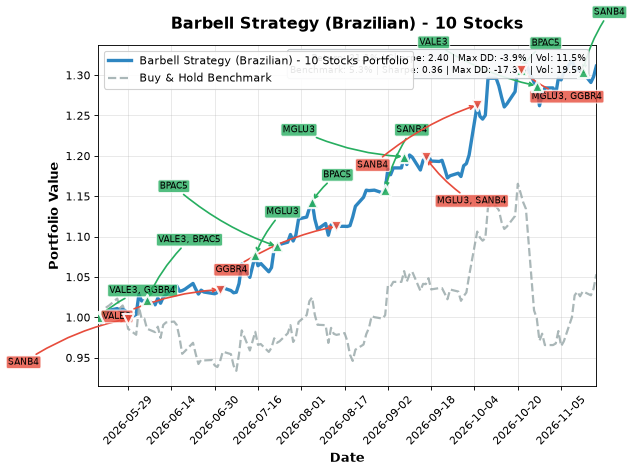 Barbell Strategy (Brazilian) - 10 Stocks
SANB4
VALE3
BPAC5
Barbell Strategy (Brazilian) - 10 Stocks Portfolio
Buy & Hold Benchmark
2.40 | Max DD: -3.9% | Vol: 11.5%
Sharpe: 0.36 | Max DD: -17.3% | Vol: 19.5%
MGLU3, GGBR4
MGLU3
SANB4
SANB4
BPAC5
BPAC5
MGLU3, SANB4
MGLU3
VALE3, BPAC5
GGBR4
VALE3, GGBR4
VALE
SANB4
Portfolio Value
1.30
1.25
1.20
1.15
1.10
1.05
1.00
0.95
2026-05-29
2026-06-14
2026-06-30
2026-07-16
2026-08-01
2026-08-17
2026-09-02
2026-09-18
2026-10-04
2026-10-20
2026-11-05
Date